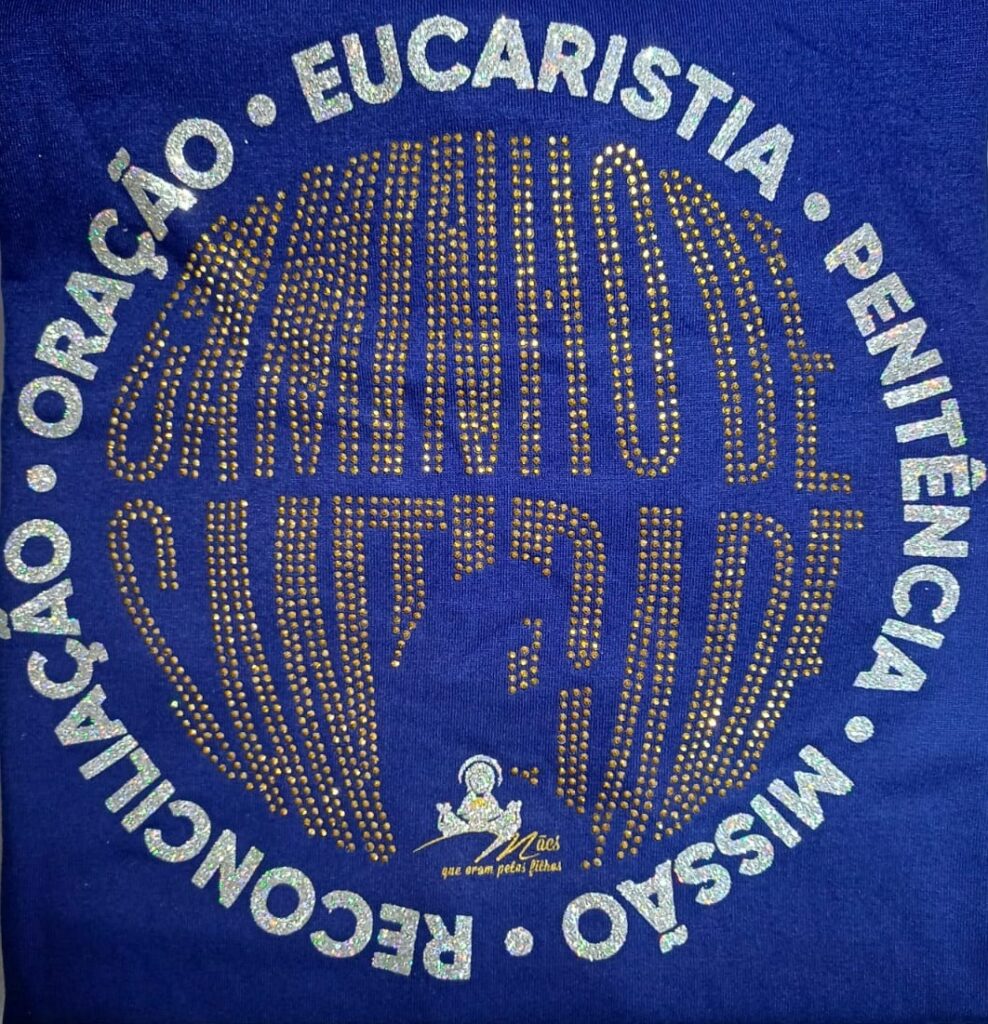 ORAÇÃO • EUCARISTIA • PENITÊNCIA • MISSÃO • RECONCILIAÇÃO •
CAMINHO DE
SANTIDADE
Mães
que oram pelos filhos